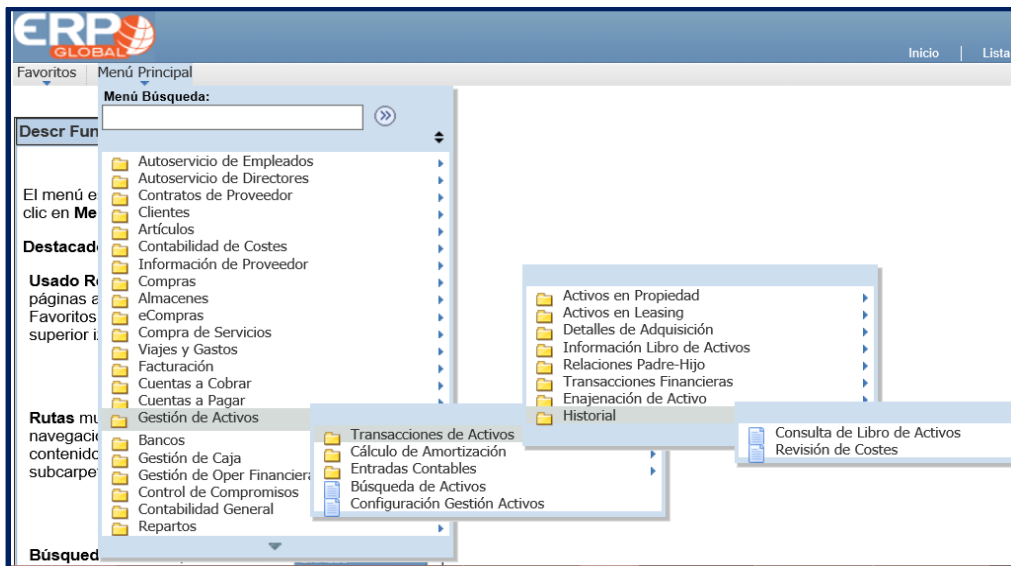 ERP
GLOBAL
Inicio | Lista
Favoritos Menú Principal
Menú Búsqueda:
Descr Fun
El menú e
clic en Me
Destacad
Usado R
páginas a
Favoritos
superior i
Rutas mu
navegació
contenido
subcarpe
Búsqued
Autoservicio de Empleados
Autoservicio de Directores
Contratos de Proveedor
Clientes
Artículos
Contabilidad de Costes
Información de Proveedor
Compras
Almacenes
eCompras
Compra de Servicios
Viajes y Gastos
Facturación
Cuentas a Cobrar
Cuentas a Pagar
Gestión de Activos
Bancos
Gestión de Caja
Gestión de Oper Financiera
Control de Compromisos
Contabilidad General
Repartos
Transacciones de Activos
Cálculo de Amortización
Entradas Contables
Búsqueda de Activos
Configuración Gestión Activos
Activos en Propiedad
Activos en Leasing
Detalles de Adquisición
Información Libro de Activos
Relaciones Padre-Hijo
Transacciones Financieras
Enajenación de Activo
Historial
Consulta de Libro de Activos
Revisión de Costes